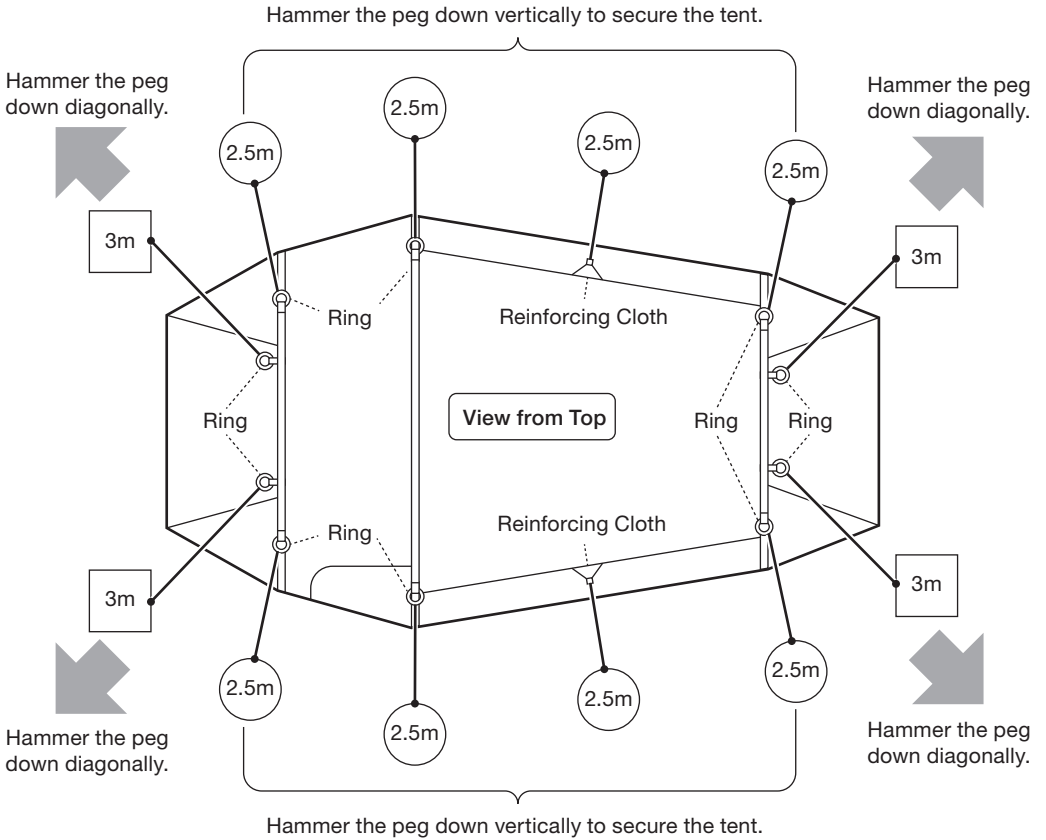 Hammer the peg down vertically to secure the tent.
Hammer the peg
down diagonally.
Hammer the peg
down diagonally.
2.5m
2.5m
2.5m
2.5m
3m
3m
Ring
Reinforcing Cloth
Ring
View from Top
Ring
Ring
Ring
Reinforcing Cloth
3m
3m
2.5m
2.5m
2.5m
2.5m
Hammer the peg
down diagonally.
Hammer the peg
down diagonally.
Hammer the peg down vertically to secure the tent.